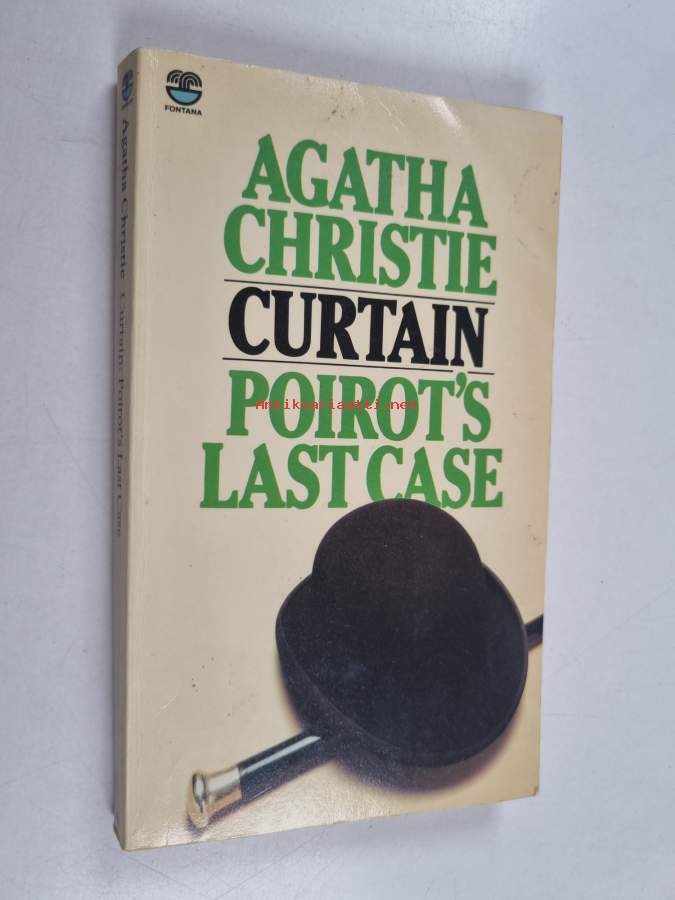 FONTANA
AGATHA
CHRISTIE
CURTAIN
POIROT'S
LAST CASE
Antikvariaatti.net
Agatha Christie Curtain: Poirot's Last Case